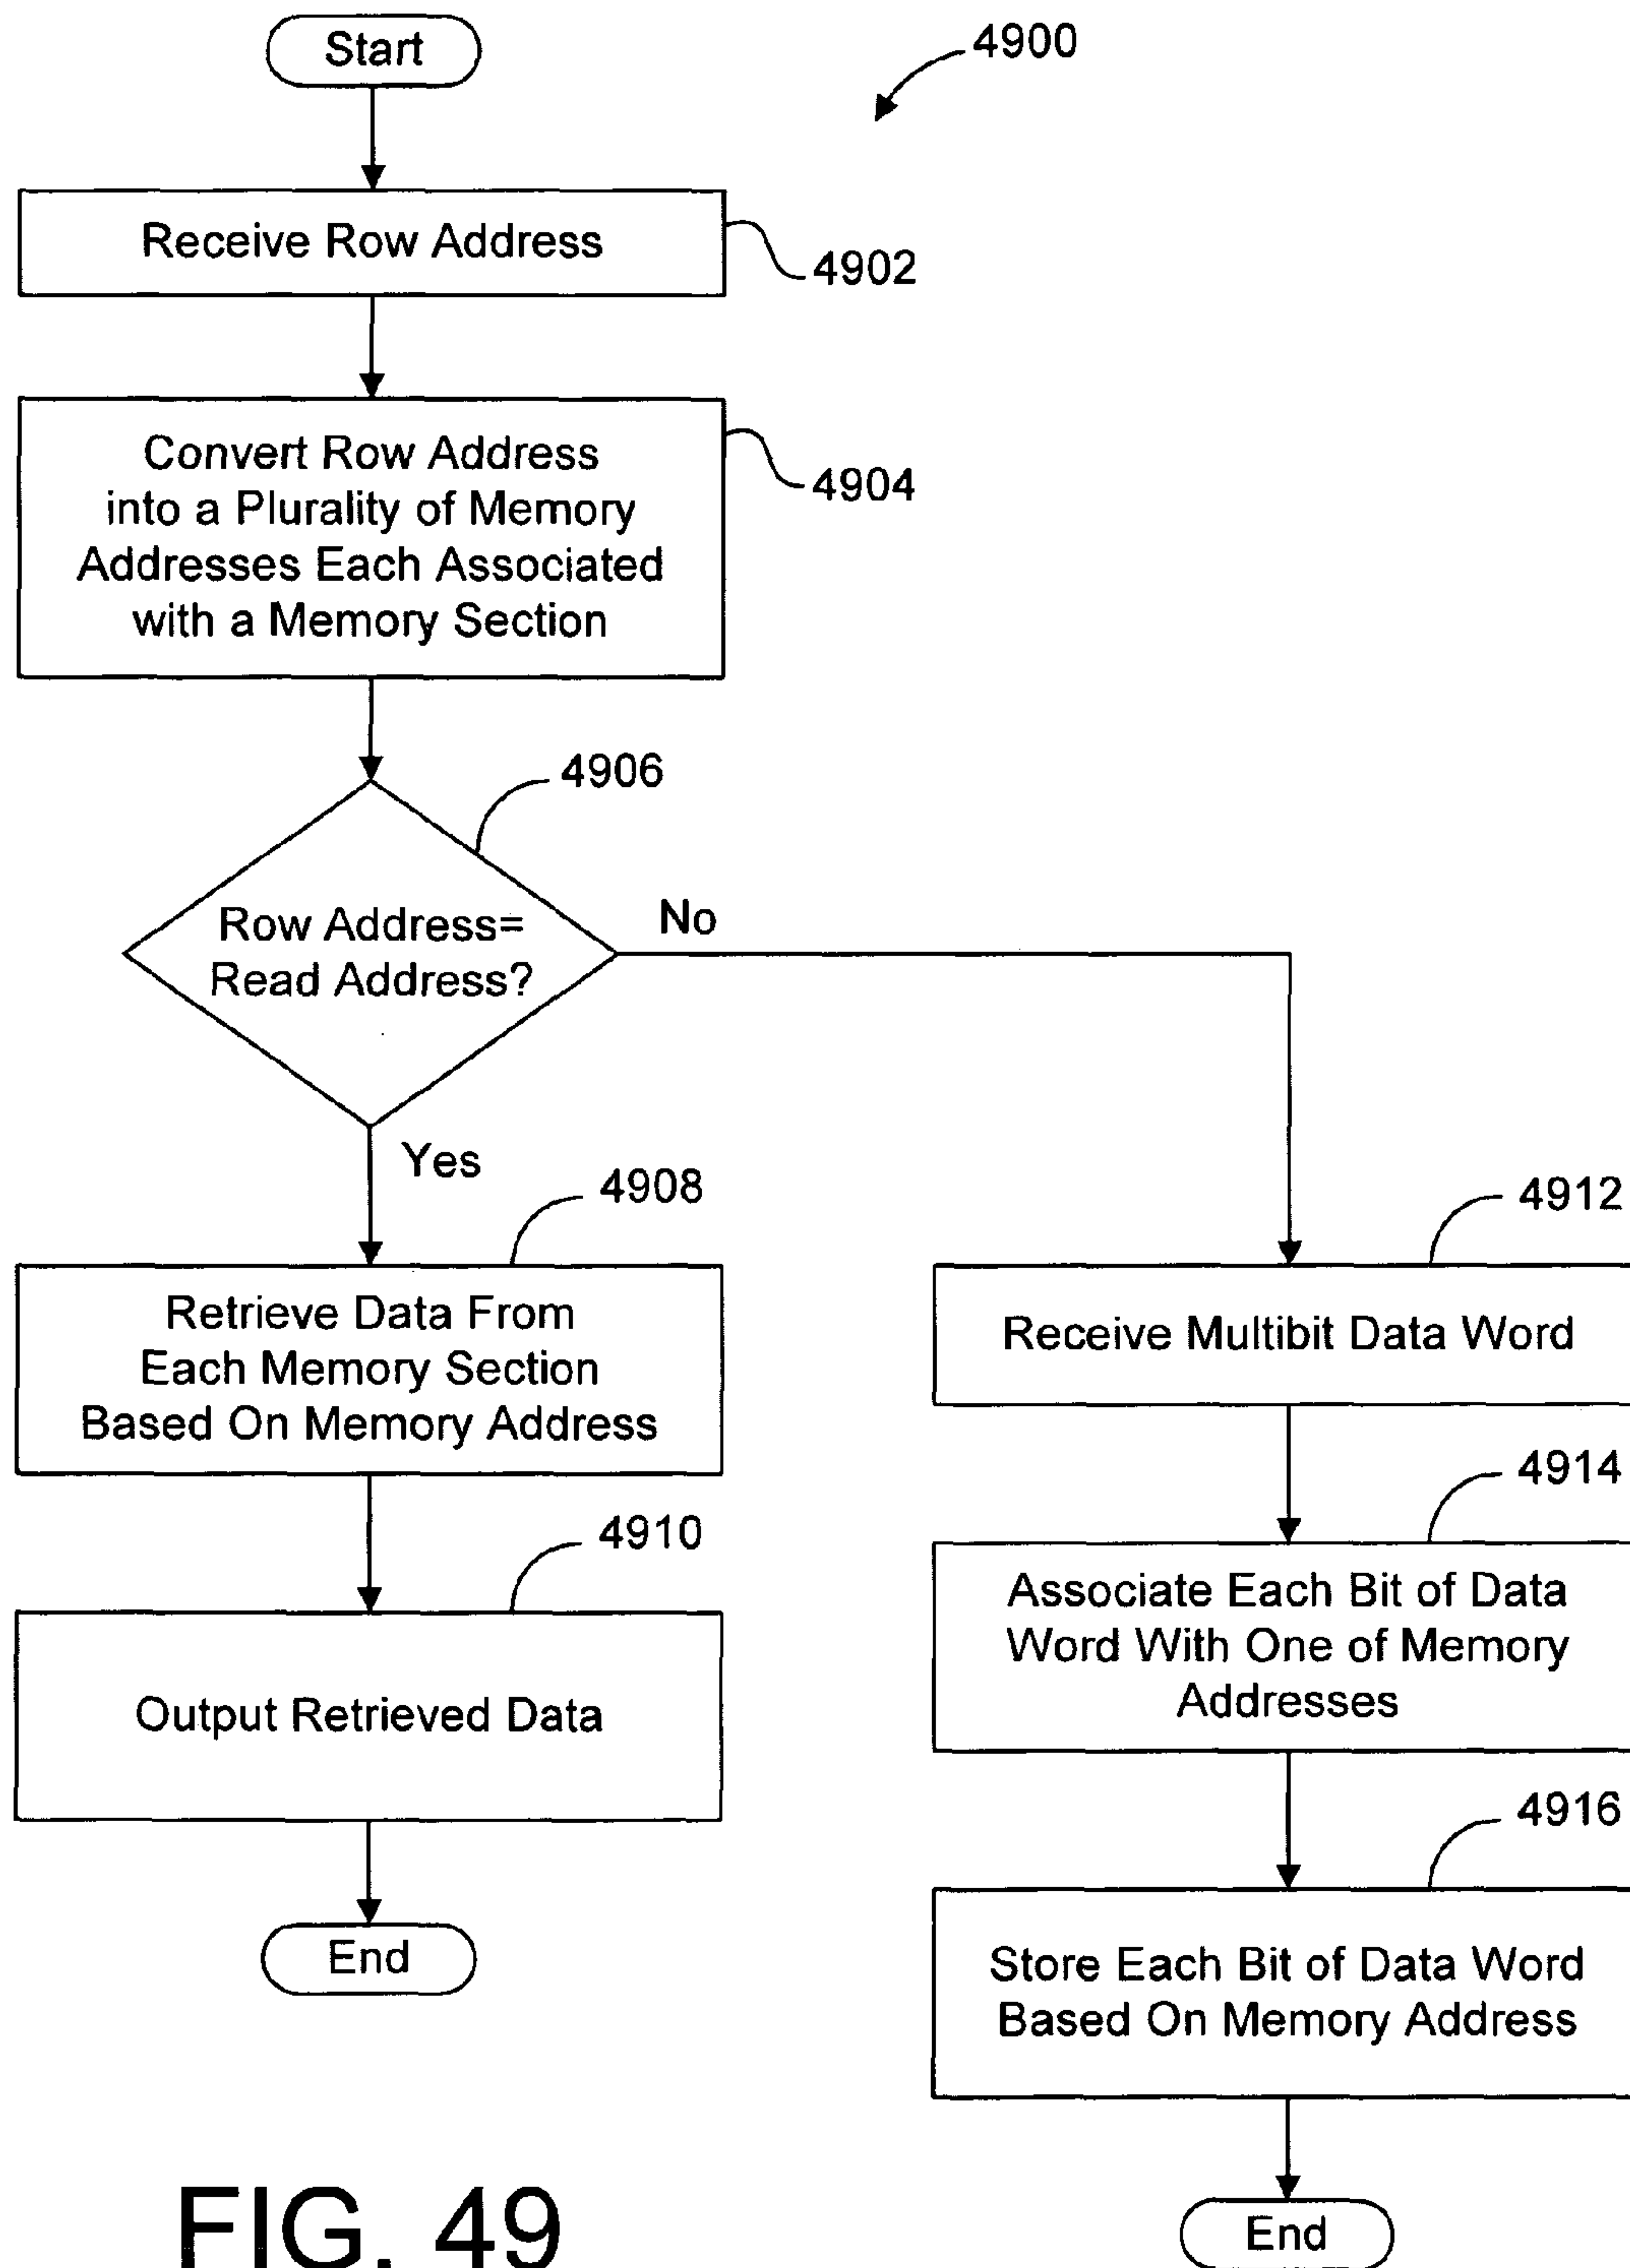 Start
4900
Receive Row Address
4902
Convert Row Address
into a Plurality of Memory
Addresses Each Associated
with a Memory Section
4904
4906
Row Address=
Read Address?
No
Yes
4908
Retrieve Data From
Each Memory Section
Based On Memory Address
4910
Output Retrieved Data
End
4912
Receive Multibit Data Word
4914
Associate Each Bit of Data
Word With One of Memory
Addresses
4916
Store Each Bit of Data Word
Based On Memory Address
End
FIG. 49